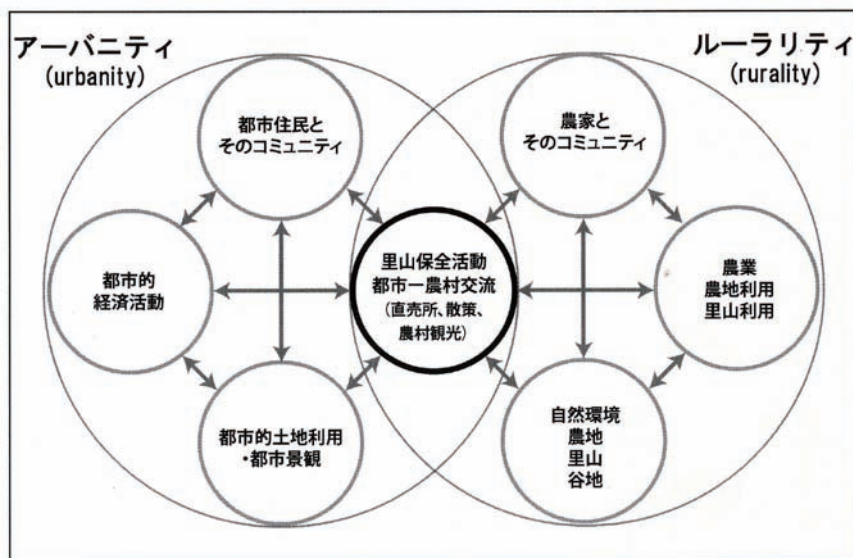 アーバニティ
(urbanity)
ルーラリティ
(rurality)
都市住民と
そのコミュニティ
農家と
そのコミュニティ
都市的
経済活動
里山保全活動
都市ー農村交流
(直売所、散策、
農村観光)
農業
農地利用
里山利用
都市的土地利用
・都市景観
自然環境
農地
里山
谷地